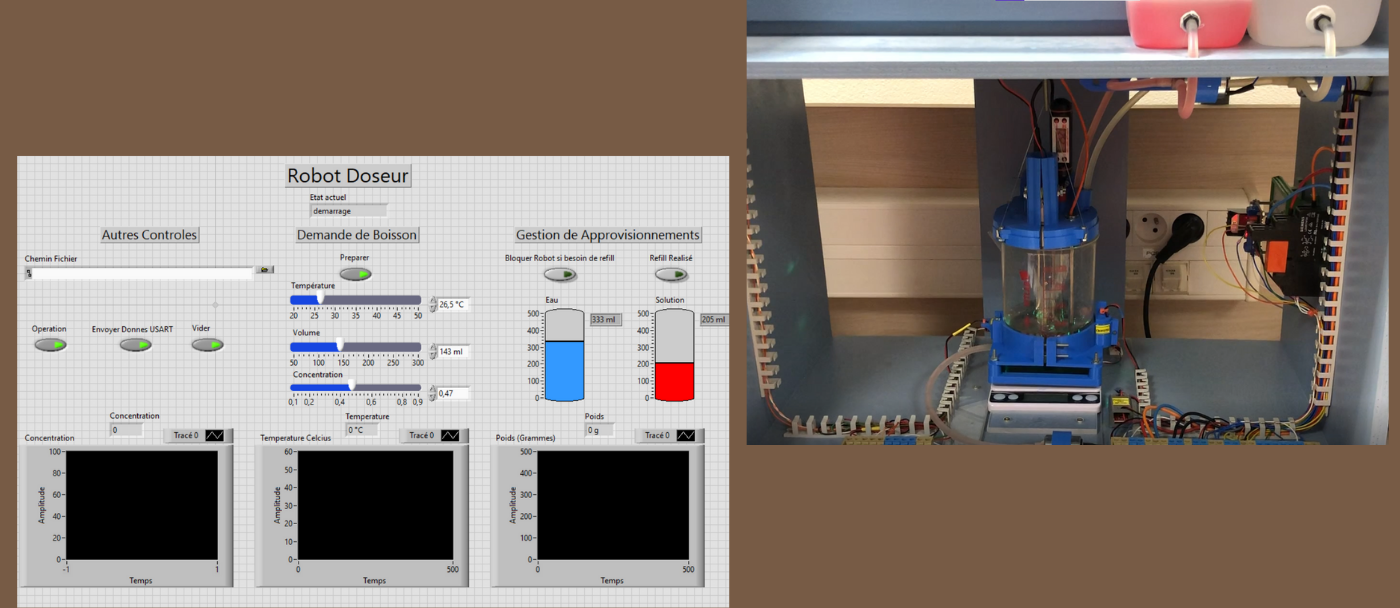 Robot Doseur
Etat actuel
demarrage
Autres Controles
Demande de Boisson
Gestion de Approvisionnements
Chemin Fichier
Preparer
Bloquer Robot si besoin de refill
Refill Realisé
Température
20 25 30 35 40 45 50
26,5 °C
Operation
Envoyer Donnes USART
Vider
Volume
50 100 150 200 250 300
143 ml
Concentration
0,1 0,2 0,4 0,6 0,8 0,9
0,47
Eau
500
400
300
200
100
0
333 ml
Solution
500
400
300
200
100
0
205 ml
Concentration
0
Concentration
Tracé 0
100
80
60
40
20
0
Amplitude
-1 1
Temps
Temperature
0 °C
Temperature Celcius
Tracé 0
60
50
40
30
20
10
0
Amplitude
0 500
Temps
Poids
0 g
Poids (Grammes)
Tracé 0
500
400
300
200
100
0
Amplitude
0 500
Temps